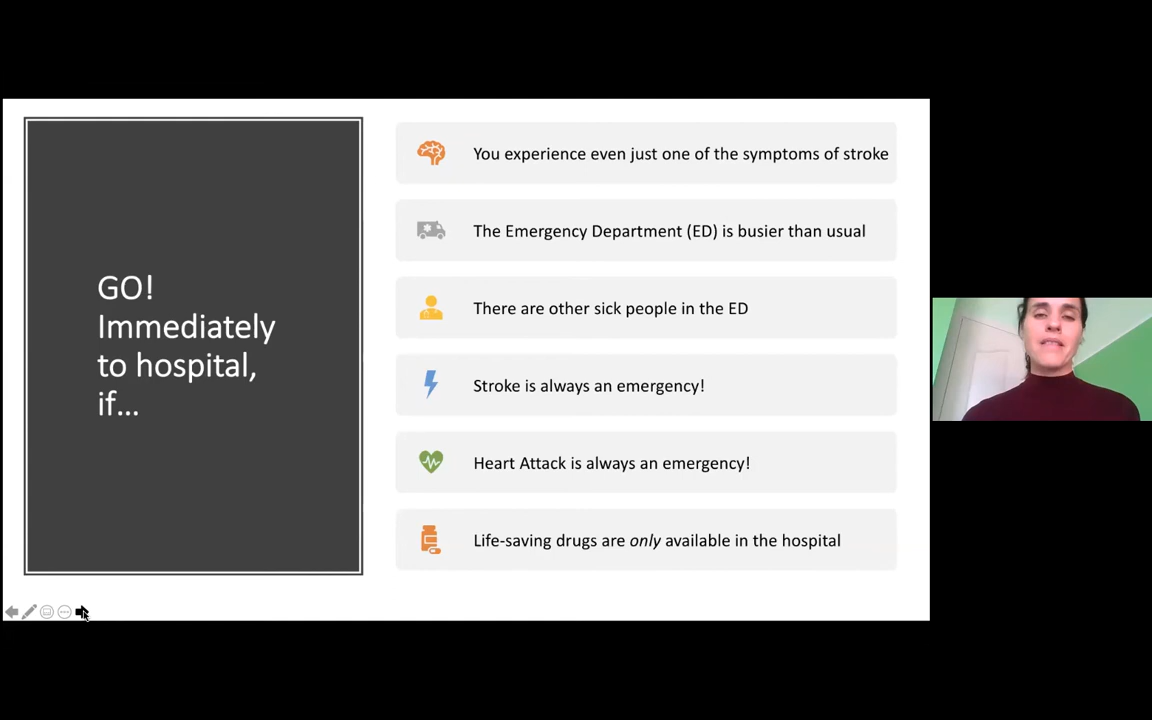 GO!
Immediately
to hospital,
if...
You experience even just one of the symptoms of stroke
The Emergency Department (ED) is busier than usual
There are other sick people in the ED
Stroke is always an emergency!
Heart Attack is always an emergency!
Life-saving drugs are only available in the hospital